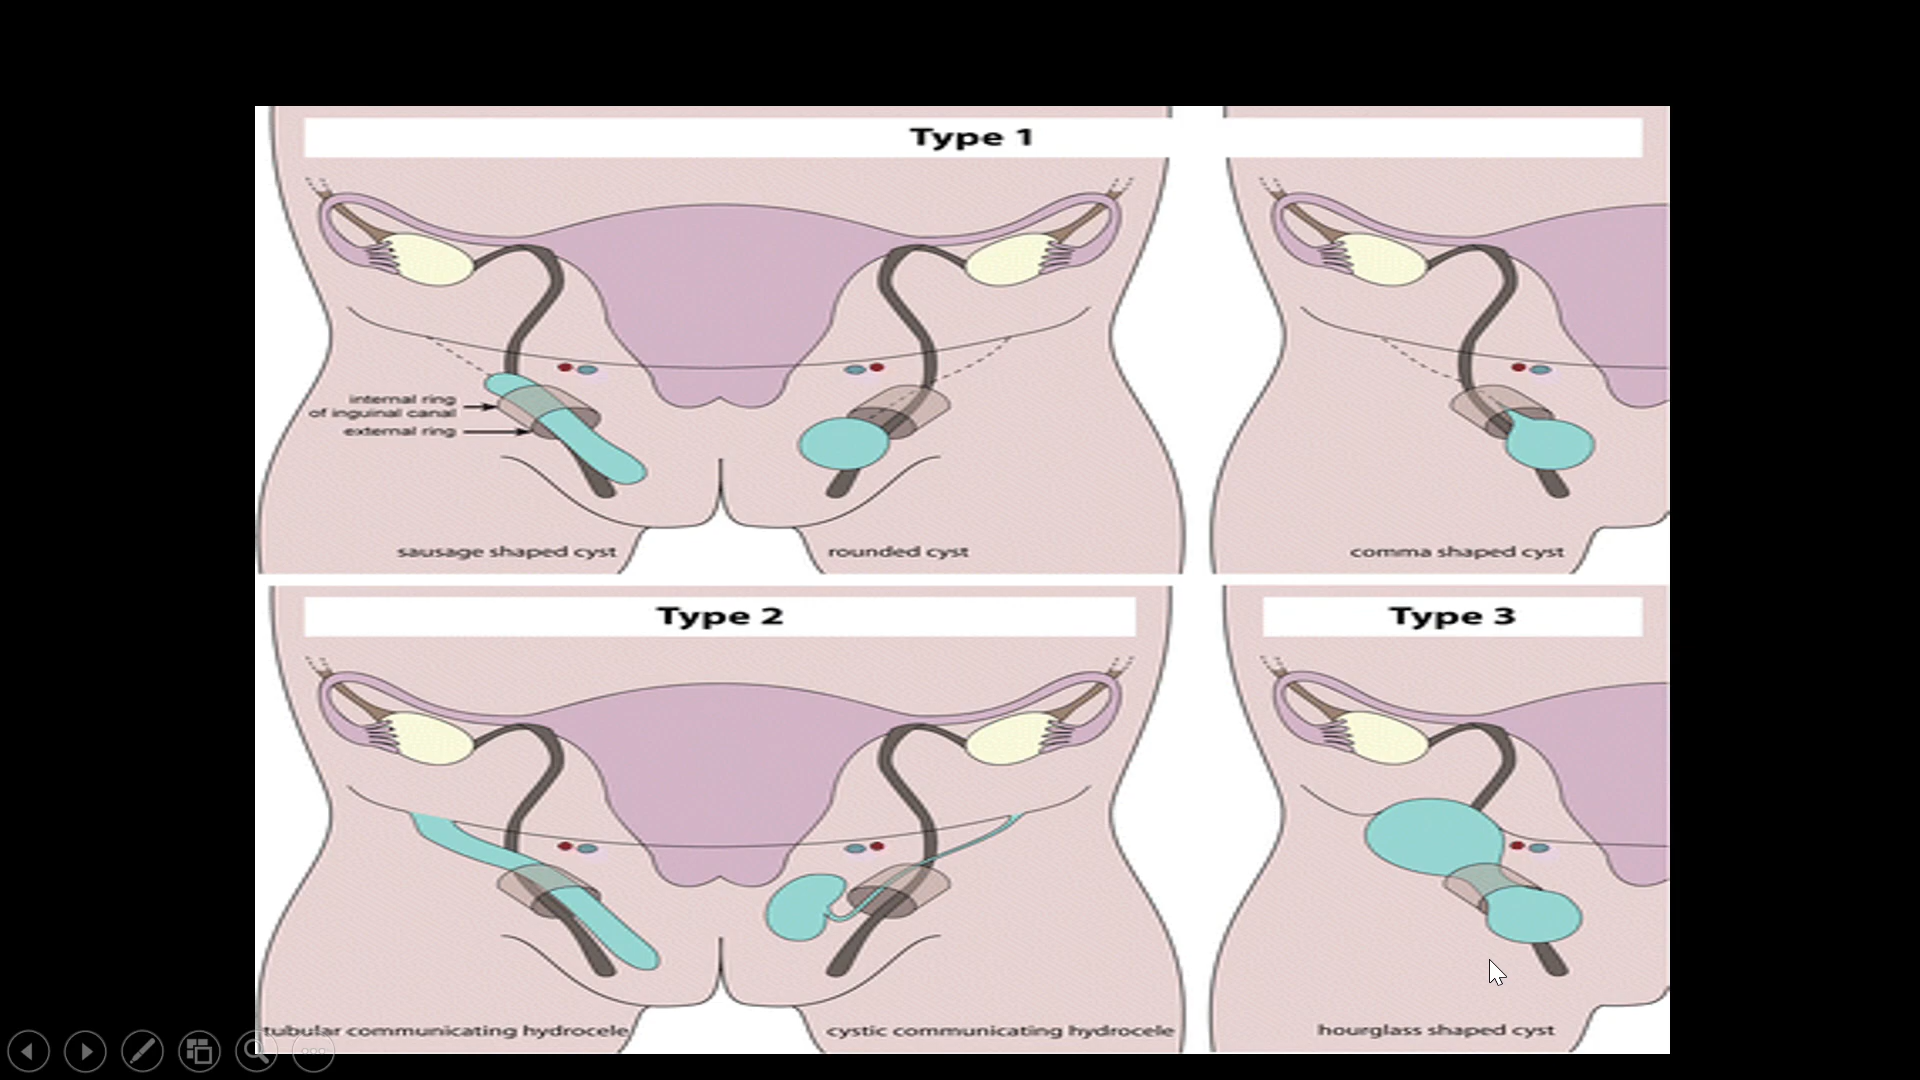 Type 1
internal ring
of inguinal canal
external ring
sausage shaped cyst
rounded cyst
comma shaped cyst
Type 2
Type 3
tubular communicating hydrocele
cystic communicating hydrocele
hourglass shaped cyst